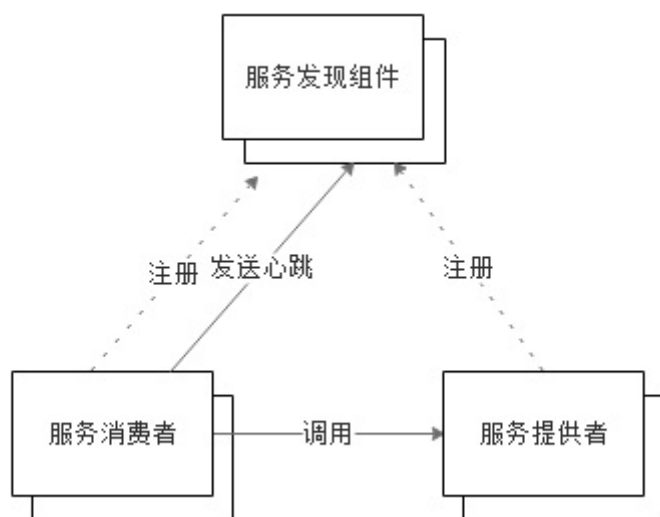 服务发现组件
注册
发送心跳
注册
服务消费者
调用
服务提供者